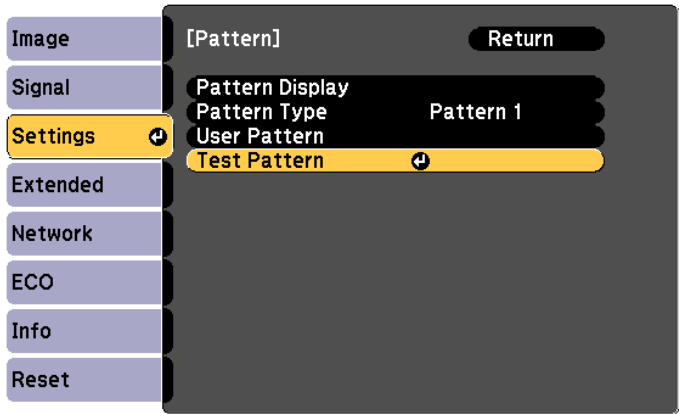 Image
Signal
Settings
Extended
Network
ECO
Info
Reset
[Pattern] Return
Pattern Display
Pattern Type Pattern 1
User Pattern
Test Pattern